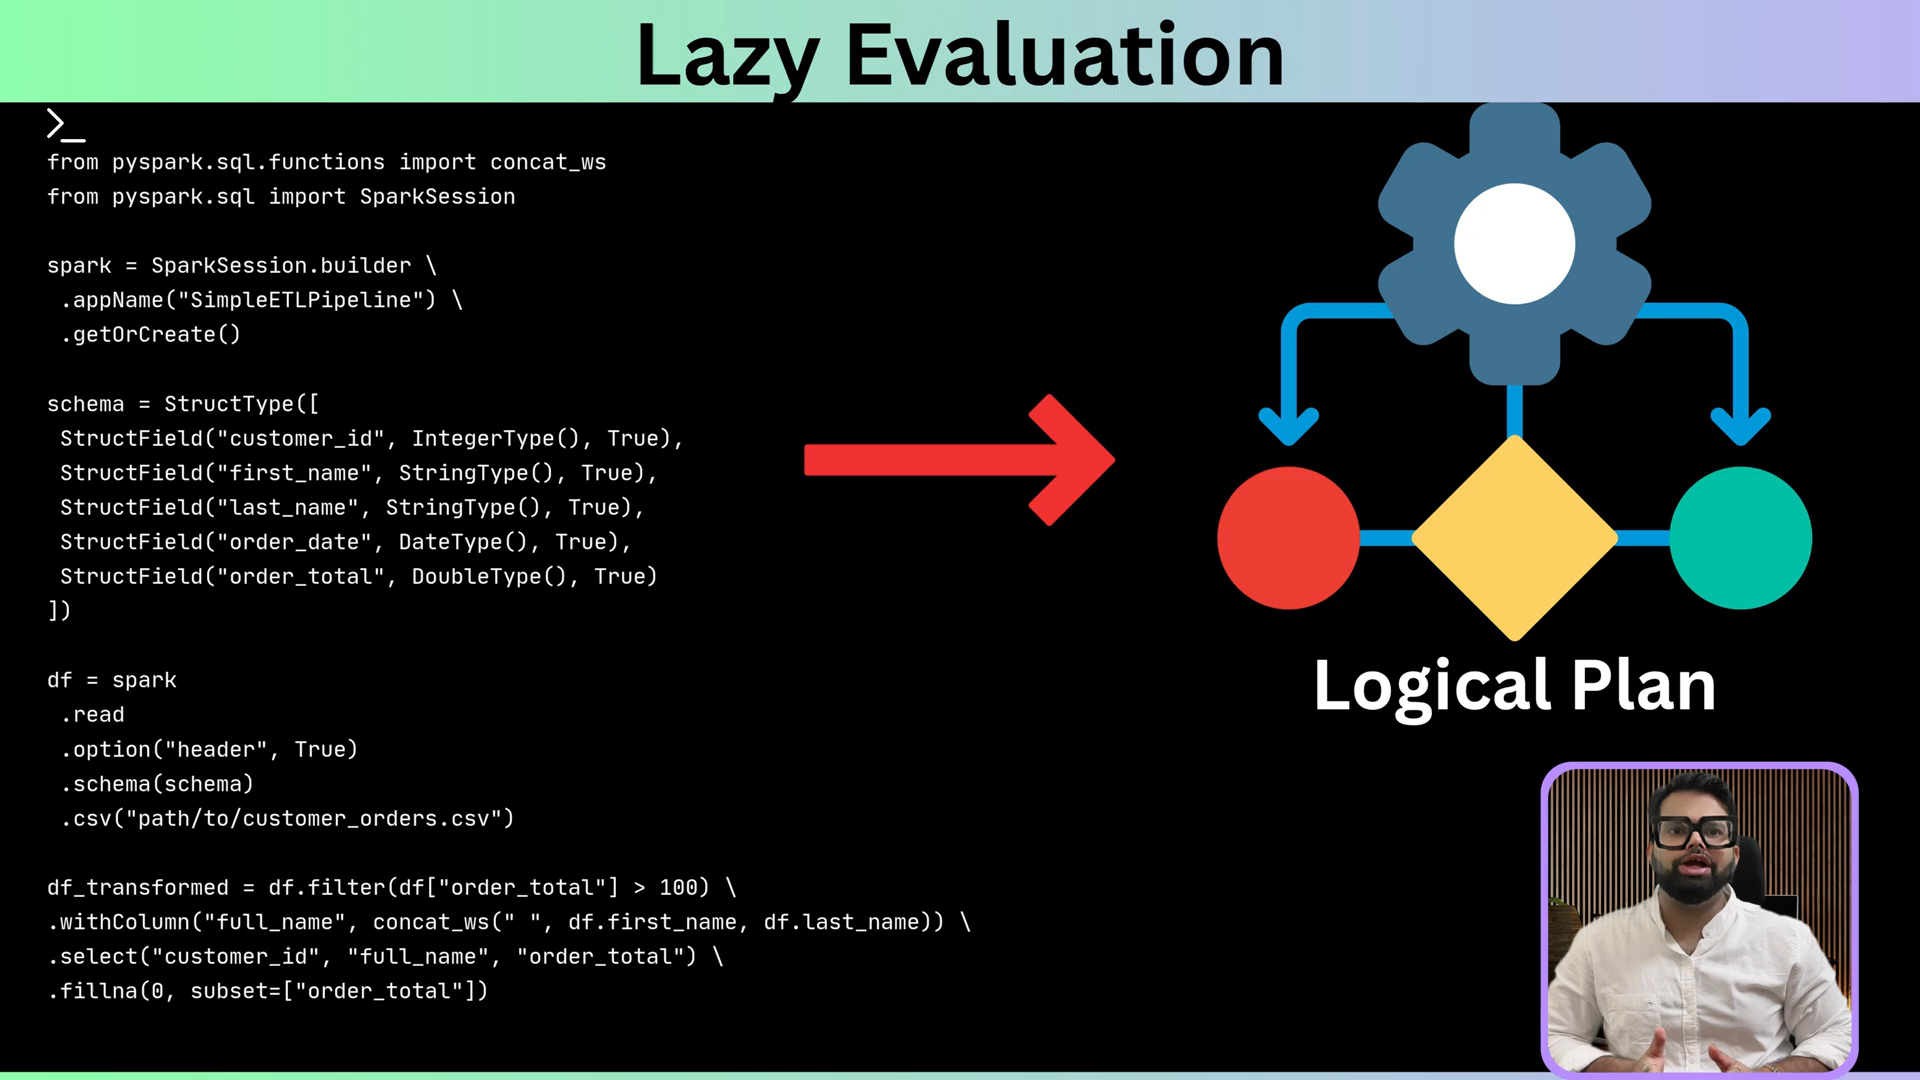 Lazy Evaluation
>_
from pyspark.sql.functions import concat_ws
from pyspark.sql import SparkSession
spark = SparkSession.builder \
.appName("SimpleETLPipeline") \
.getOrCreate()
schema = StructType([
StructField("customer_id", IntegerType(), True),
StructField("first_name", StringType(), True),
StructField("last_name", StringType(), True),
StructField("order_date", DateType(), True),
StructField("order_total", DoubleType(), True)
])
df = spark
.read
.option("header", True)
.schema(schema)
.csv("path/to/customer_orders.csv")
df_transformed = df.filter(df["order_total"] > 100) \
.withColumn("full_name", concat_ws(" ", df.first_name, df.last_name)) \
.select("customer_id", "full_name", "order_total") \
.fillna(0, subset=["order_total"])
Logical Plan